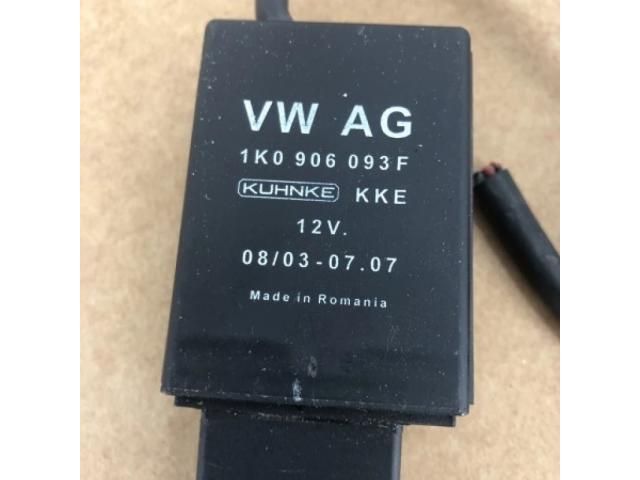 VW AG
1K0 906 093 F
KUHNKE KKE
12V.
08/03-07.07
Made in Romania